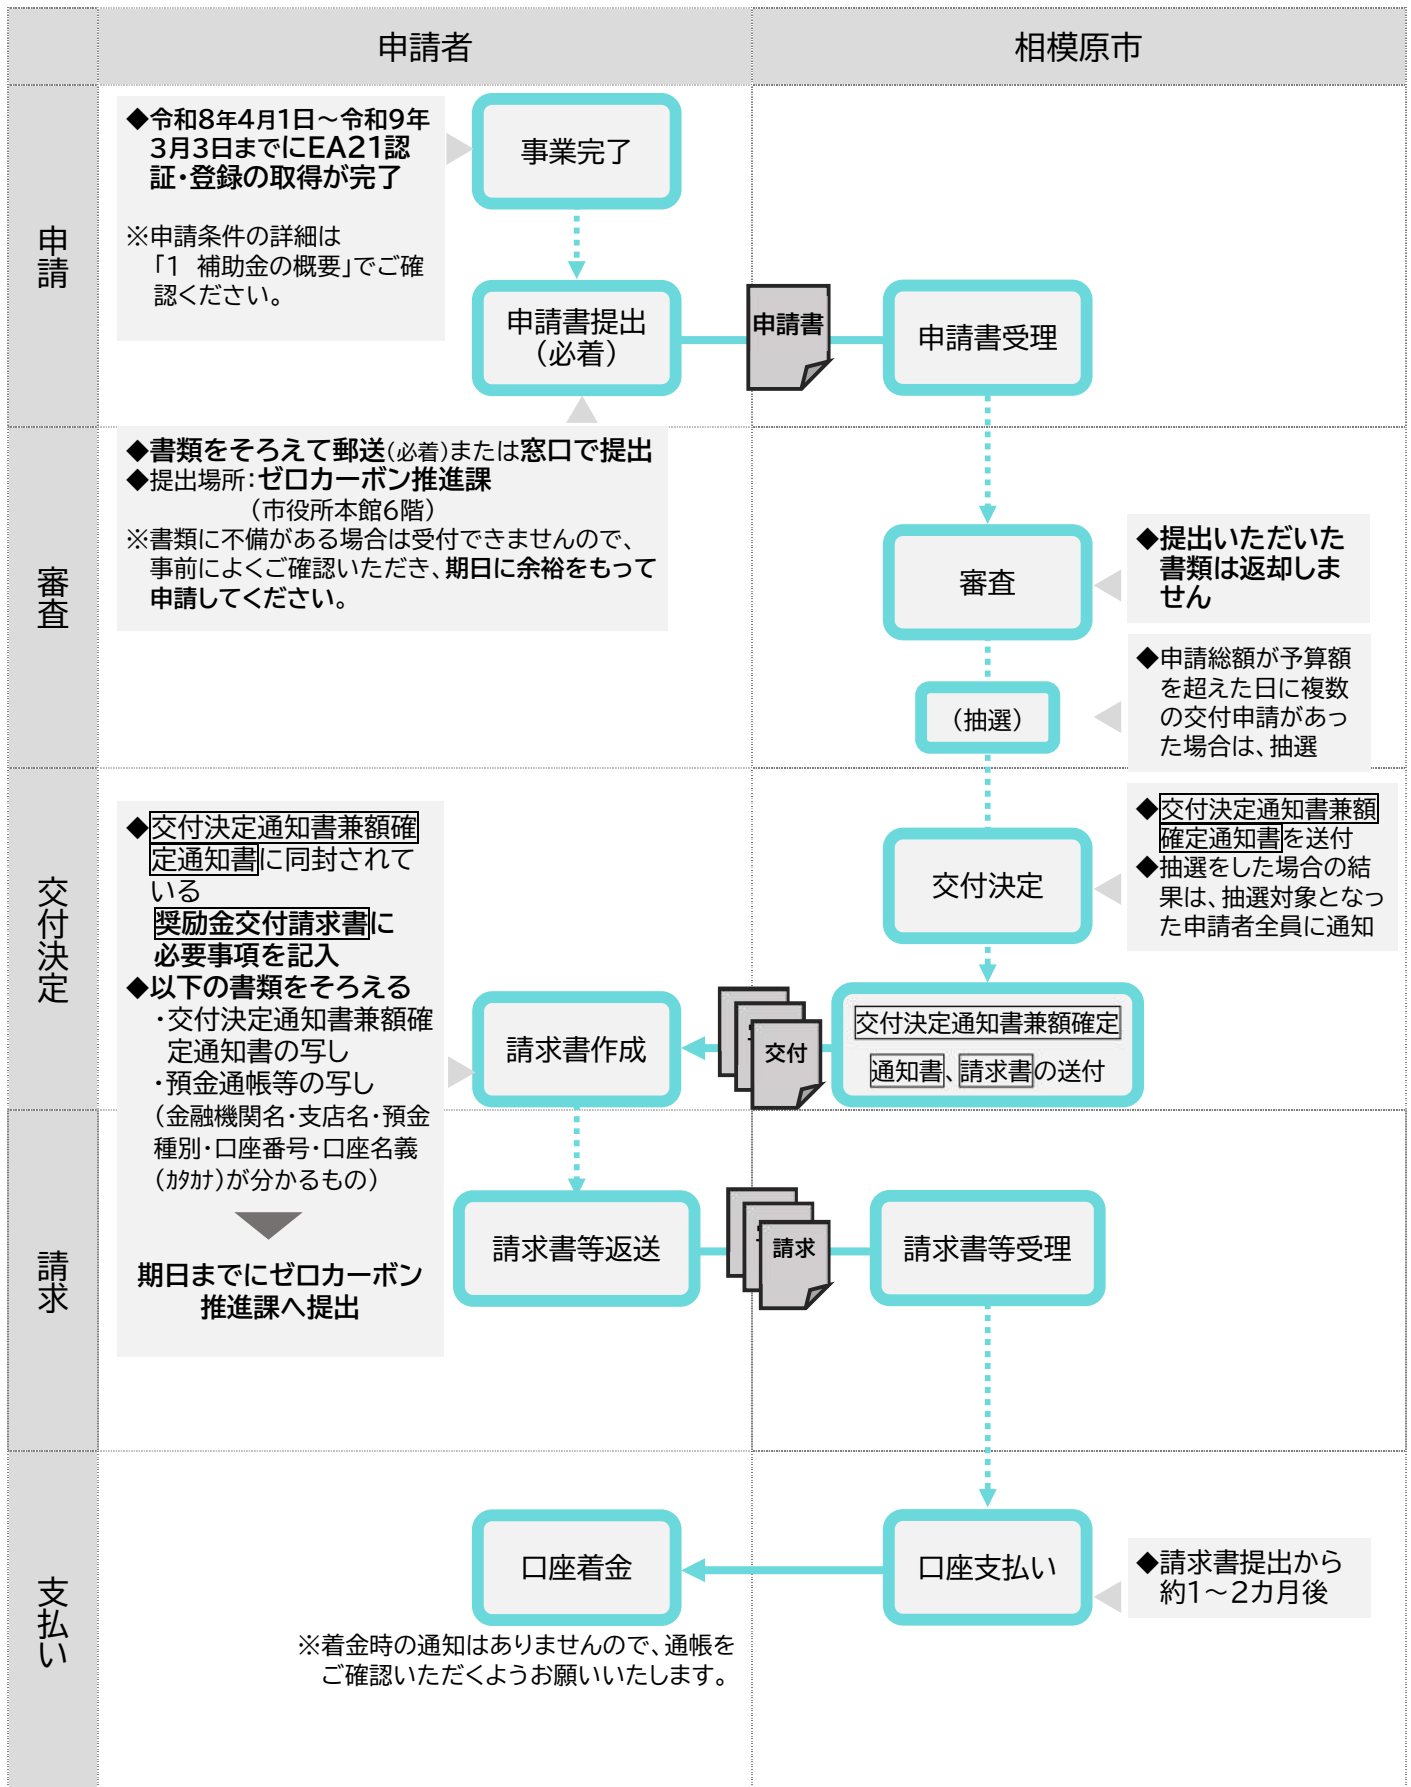 申請者
相模原市
申請
◆令和8年4月1日～令和9年
3月3日までにEA21認
証・登録の取得が完了
※申請条件の詳細は
「1　補助金の概要」でご確
認ください。
事業完了
申請書提出
（必着）
申請書
申請書受理
審査
◆書類をそろえて郵送(必着)または窓口で提出
◆提出場所：ゼロカーボン推進課
（市役所本館6階）
※書類に不備がある場合は受付できませんので、
事前によくご確認いただき、期日に余裕をもって
申請してください。
審査
◆提出いただいた
書類は返却しま
せん
（抽選）
◆申請総額が予算額
を超えた日に複数
の交付申請があっ
た場合は、抽選
交付決定
◆交付決定通知書兼額確
定通知書に同封されて
いる
奨励金交付請求書に
必要事項を記入
◆以下の書類をそろえる
・交付決定通知書兼額確
定通知書の写し
・預金通帳等の写し
（金融機関名・支店名・預金
種別・口座番号・口座名義
（ｶﾀｶﾅ）が分かるもの）
期日までにゼロカーボン
推進課へ提出
交付決定
◆交付決定通知書兼額
確定通知書を送付
◆抽選をした場合の結
果は、抽選対象となっ
た申請者全員に通知
請求書作成
交付
交付決定通知書兼額確定
通知書、請求書の送付
請求
請求書等返送
請求
請求書等受理
支払い
口座着金
口座支払い
◆請求書提出から
約1～2カ月後
※着金時の通知はありませんので、通帳を
ご確認いただくようお願いいたします。